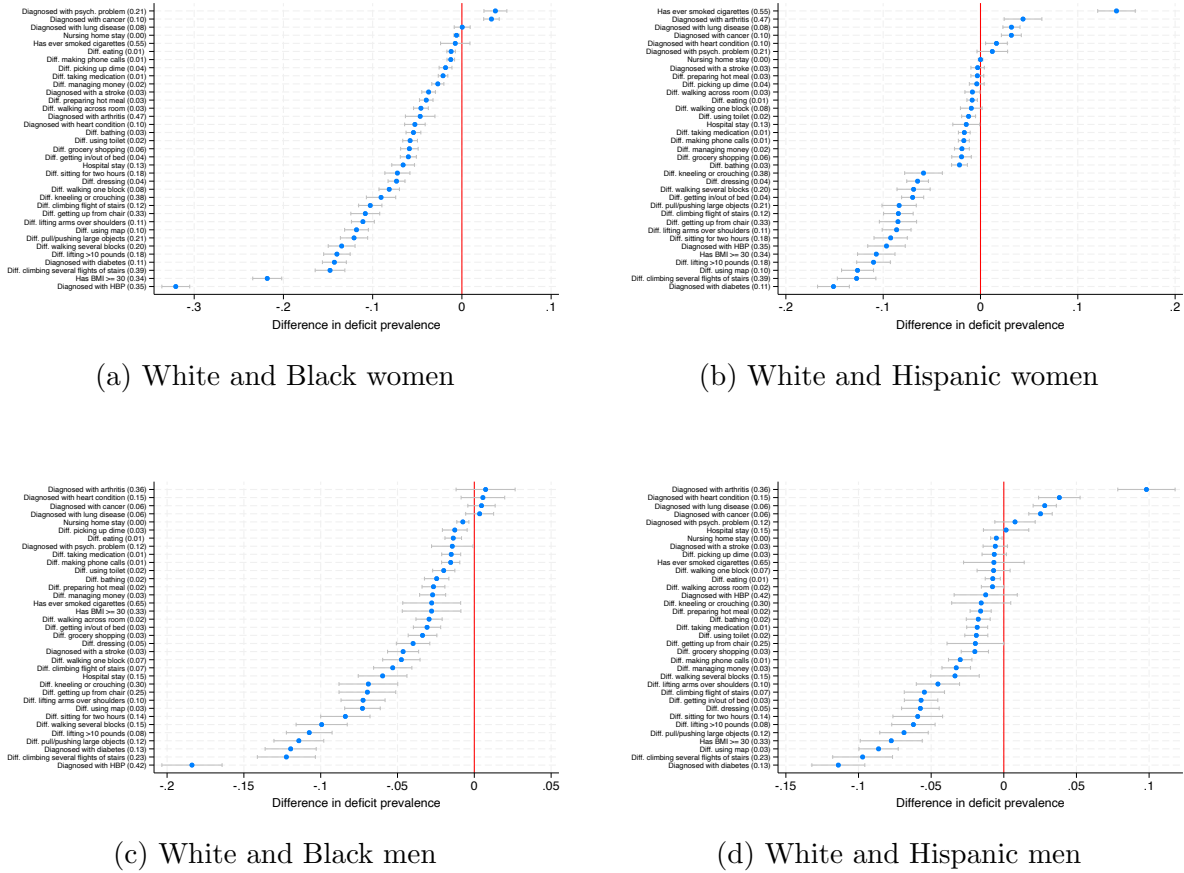 Diagnosed with psych. problem (0.21)
Diagnosed with cancer (0.10)
Diagnosed with lung disease (0.08)
Nursing home stay (0.00)
Has ever smoked cigarettes (0.55)
Diff. eating (0.01)
Diff. making phone calls (0.01)
Diff. picking up dime (0.04)
Diff. taking medication (0.01)
Diff. managing money (0.02)
Diagnosed with a stroke (0.03)
Diff. preparing hot meal (0.03)
Diff. walking across room (0.03)
Diagnosed with arthritis (0.47)
Diagnosed with heart condition (0.10)
Diff. bathing (0.03)
Diff. using toilet (0.02)
Diff. grocery shopping (0.06)
Diff. getting in/out of bed (0.04)
Hospital stay (0.13)
Diff. sitting for two hours (0.18)
Diff. dressing (0.04)
Diff. walking one block (0.08)
Diff. kneeling or crouching (0.38)
Diff. climbing flight of stairs (0.12)
Diff. getting up from chair (0.33)
Diff. lifting arms over shoulders (0.11)
Diff. using map (0.10)
Diff. pull/pushing large objects (0.21)
Diff. walking several blocks (0.20)
Diff. lifting >10 pounds (0.18)
Diagnosed with diabetes (0.11)
Diff. climbing several flights of stairs (0.39)
Has BMI >= 30 (0.34)
Diagnosed with HBP (0.35)
-.3 -.2 -.1 0 .1
Difference in deficit prevalence
(a) White and Black women
Has ever smoked cigarettes (0.55)
Diagnosed with arthritis (0.47)
Diagnosed with lung disease (0.08)
Diagnosed with cancer (0.10)
Diagnosed with heart condition (0.10)
Diagnosed with psych. problem (0.21)
Nursing home stay (0.00)
Diagnosed with a stroke (0.03)
Diff. preparing hot meal (0.03)
Diff. picking up dime (0.04)
Diff. walking across room (0.03)
Diff. eating (0.01)
Diff. walking one block (0.08)
Diff. using toilet (0.02)
Hospital stay (0.13)
Diff. taking medication (0.01)
Diff. making phone calls (0.01)
Diff. managing money (0.02)
Diff. grocery shopping (0.06)
Diff. bathing (0.03)
Diff. kneeling or crouching (0.38)
Diff. dressing (0.04)
Diff. walking several blocks (0.20)
Diff. getting in/out of bed (0.04)
Diff. pull/pushing large objects (0.21)
Diff. climbing flight of stairs (0.12)
Diff. getting up from chair (0.33)
Diff. lifting arms over shoulders (0.11)
Diff. sitting for two hours (0.18)
Diagnosed with HBP (0.35)
Has BMI >= 30 (0.34)
Diff. lifting >10 pounds (0.18)
Diff. using map (0.10)
Diff. climbing several flights of stairs (0.39)
Diagnosed with diabetes (0.11)
-.2 -.1 0 .1 .2
Difference in deficit prevalence
(b) White and Hispanic women
Diagnosed with arthritis (0.36)
Diagnosed with heart condition (0.15)
Diagnosed with cancer (0.06)
Diagnosed with lung disease (0.06)
Nursing home stay (0.00)
Diff. picking up dime (0.03)
Diff. eating (0.01)
Diagnosed with psych. problem (0.12)
Diff. taking medication (0.01)
Diff. making phone calls (0.01)
Diff. using toilet (0.02)
Diff. bathing (0.02)
Diff. preparing hot meal (0.02)
Diff. managing money (0.03)
Has ever smoked cigarettes (0.65)
Has BMI >= 30 (0.33)
Diff. walking across room (0.02)
Diff. getting in/out of bed (0.03)
Diff. grocery shopping (0.03)
Diff. dressing (0.05)
Diagnosed with a stroke (0.03)
Diff. walking one block (0.07)
Diff. climbing flight of stairs (0.07)
Hospital stay (0.15)
Diff. kneeling or crouching (0.30)
Diff. getting up from chair (0.25)
Diff. lifting arms over shoulders (0.10)
Diff. using map (0.03)
Diff. sitting for two hours (0.14)
Diff. walking several blocks (0.15)
Diff. lifting >10 pounds (0.08)
Diff. pull/pushing large objects (0.12)
Diagnosed with diabetes (0.13)
Diff. climbing several flights of stairs (0.23)
Diagnosed with HBP (0.42)
-.2 -.15 -.1 -.05 0 .05
Difference in deficit prevalence
(c) White and Black men
Diagnosed with arthritis (0.36)
Diagnosed with heart condition (0.15)
Diagnosed with lung disease (0.06)
Diagnosed with cancer (0.06)
Diagnosed with psych. problem (0.12)
Hospital stay (0.15)
Nursing home stay (0.00)
Diagnosed with a stroke (0.03)
Diff. picking up dime (0.03)
Has ever smoked cigarettes (0.65)
Diff. walking one block (0.07)
Diff. eating (0.01)
Diff. walking across room (0.02)
Diagnosed with HBP (0.42)
Diff. kneeling or crouching (0.30)
Diff. preparing hot meal (0.02)
Diff. bathing (0.02)
Diff. taking medication (0.01)
Diff. using toilet (0.02)
Diff. getting up from chair (0.25)
Diff. grocery shopping (0.03)
Diff. making phone calls (0.01)
Diff. managing money (0.03)
Diff. walking several blocks (0.15)
Diff. lifting arms over shoulders (0.10)
Diff. climbing flight of stairs (0.07)
Diff. getting in/out of bed (0.03)
Diff. dressing (0.05)
Diff. sitting for two hours (0.14)
Diff. lifting >10 pounds (0.08)
Diff. pull/pushing large objects (0.12)
Has BMI >= 30 (0.33)
Diff. using map (0.03)
Diff. climbing several flights of stairs (0.23)
Diagnosed with diabetes (0.13)
-.15 -.1 -.05 0 .05 .1
Difference in deficit prevalence
(d) White and Hispanic men